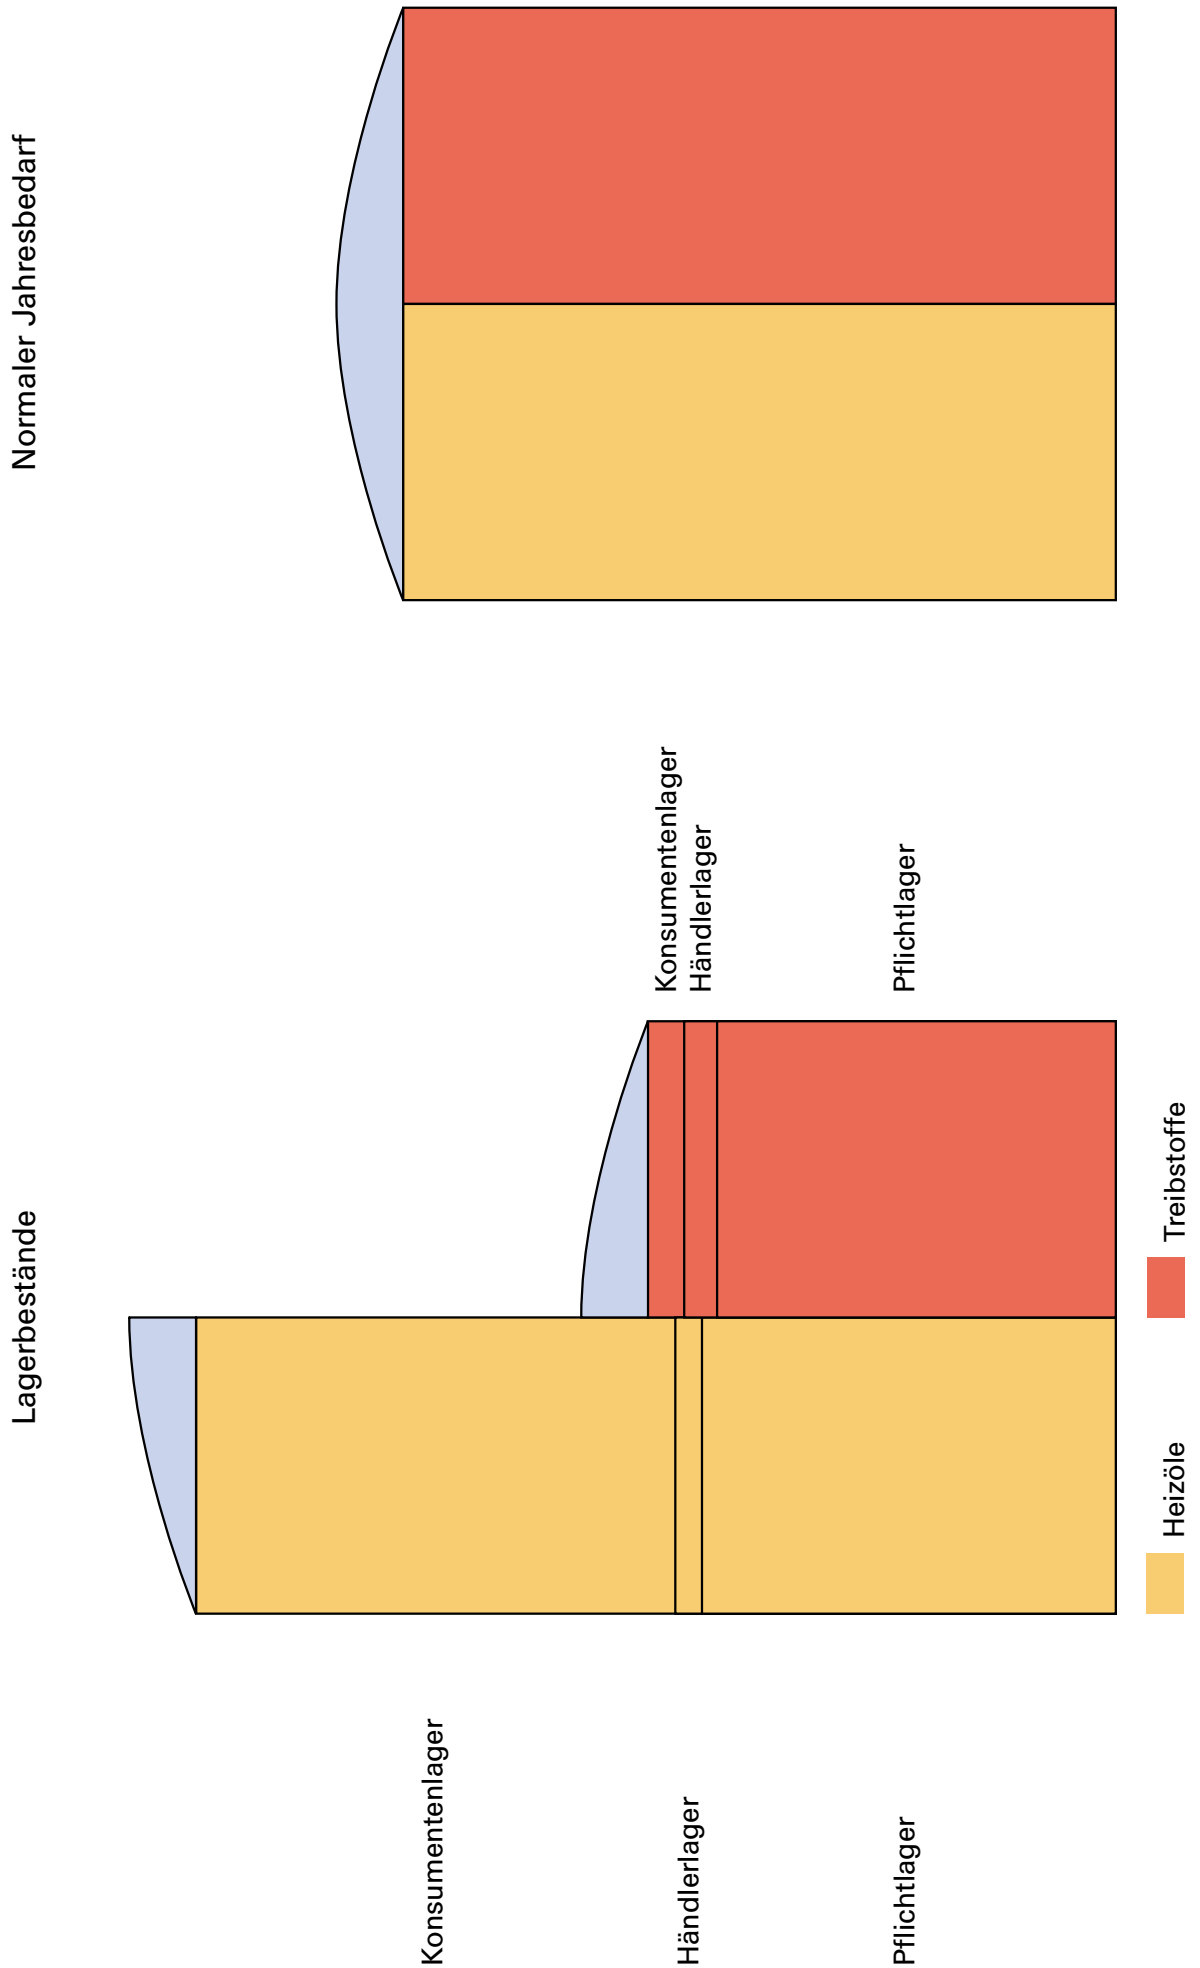 Lagerbestände
Normaler Jahresbedarf
Konsumentenlager
Händlerlager
Pflichtlager
Konsumentenlager
Händlerlager
Pflichtlager
Heizöle
Treibstoffe